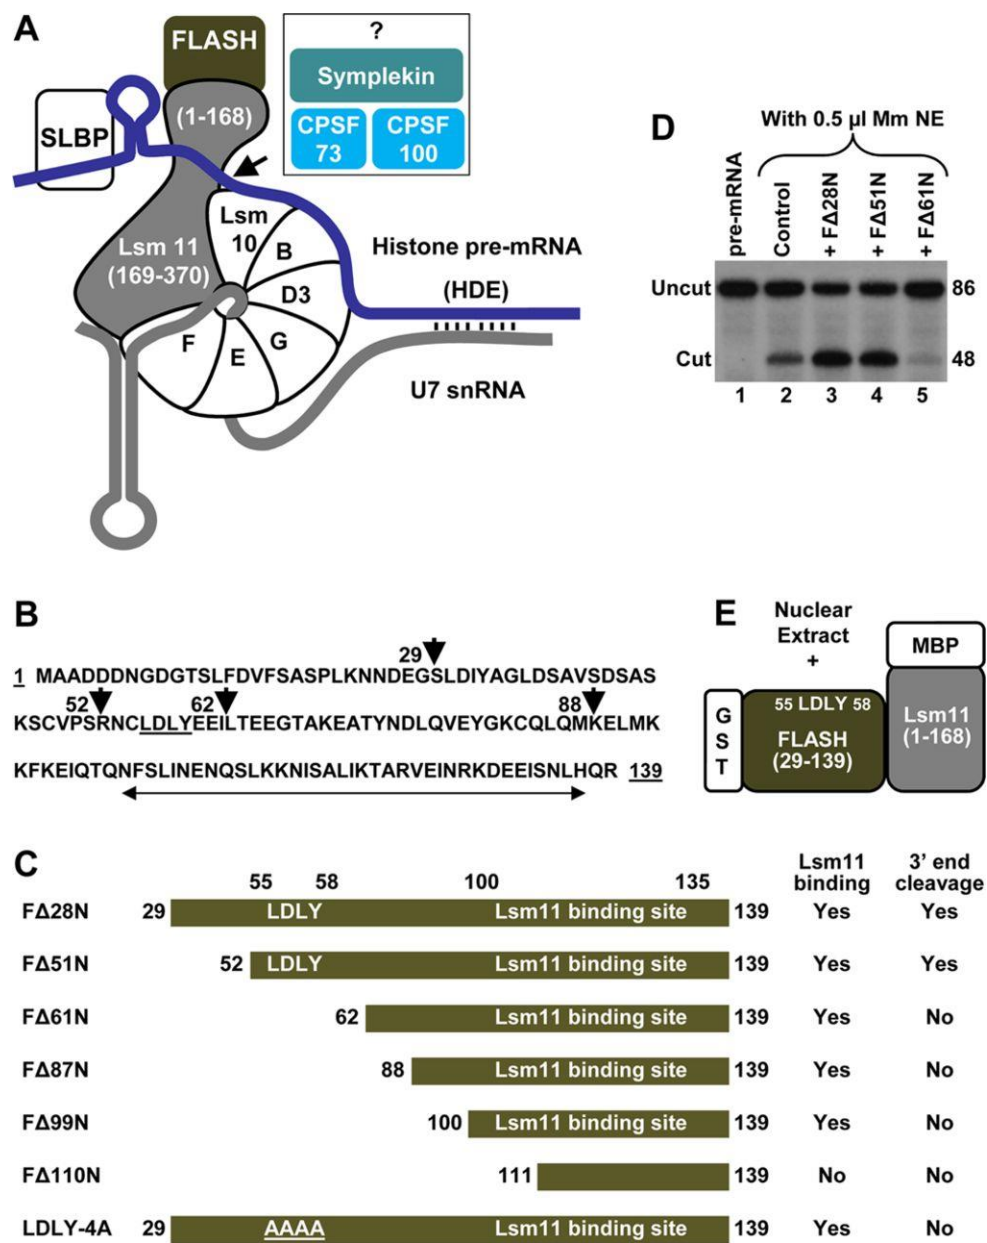 A
FLASH
(1-168)
SLBP
?
Symplekin
CPSF
73
CPSF
100
Lsm
10
B
D3
G
E
F
Lsm 11
(169-370)
Histone pre-mRNA
(HDE)
U7 snRNA
D
With 0.5 µl Mm NE
pre-mRNA
Control
+ FΔ28N
+ FΔ51N
+ FΔ61N
Uncut
86
Cut
48
1 2 3 4 5
B
29
1 MAADDDNGDGTSLFDVFSASPLKNNDEGSLDIYAGLDSAVSDSAS
52 62 88
KSCVPSRNCLDLYEEILTEEGTAKEATYNDLQVEYGKCQLQMKELMK
KFKEIQTQNFSLINENQSLKKNISALIKTARVEINRKDEEISNLHQR 139
E
Nuclear
Extract
+
MBP
G
S
T
55 LDLY 58
FLASH
(29-139)
Lsm11
(1-168)
C
55 58 100 135
Lsm11
binding
3' end
cleavage
FΔ28N 29 LDLY Lsm11 binding site 139 Yes Yes
FΔ51N 52 LDLY Lsm11 binding site 139 Yes Yes
FΔ61N 62 Lsm11 binding site 139 Yes No
FΔ87N 88 Lsm11 binding site 139 Yes No
FΔ99N 100 Lsm11 binding site 139 Yes No
FΔ110N 111 139 No No
LDLY-4A 29 AAAA Lsm11 binding site 139 Yes No